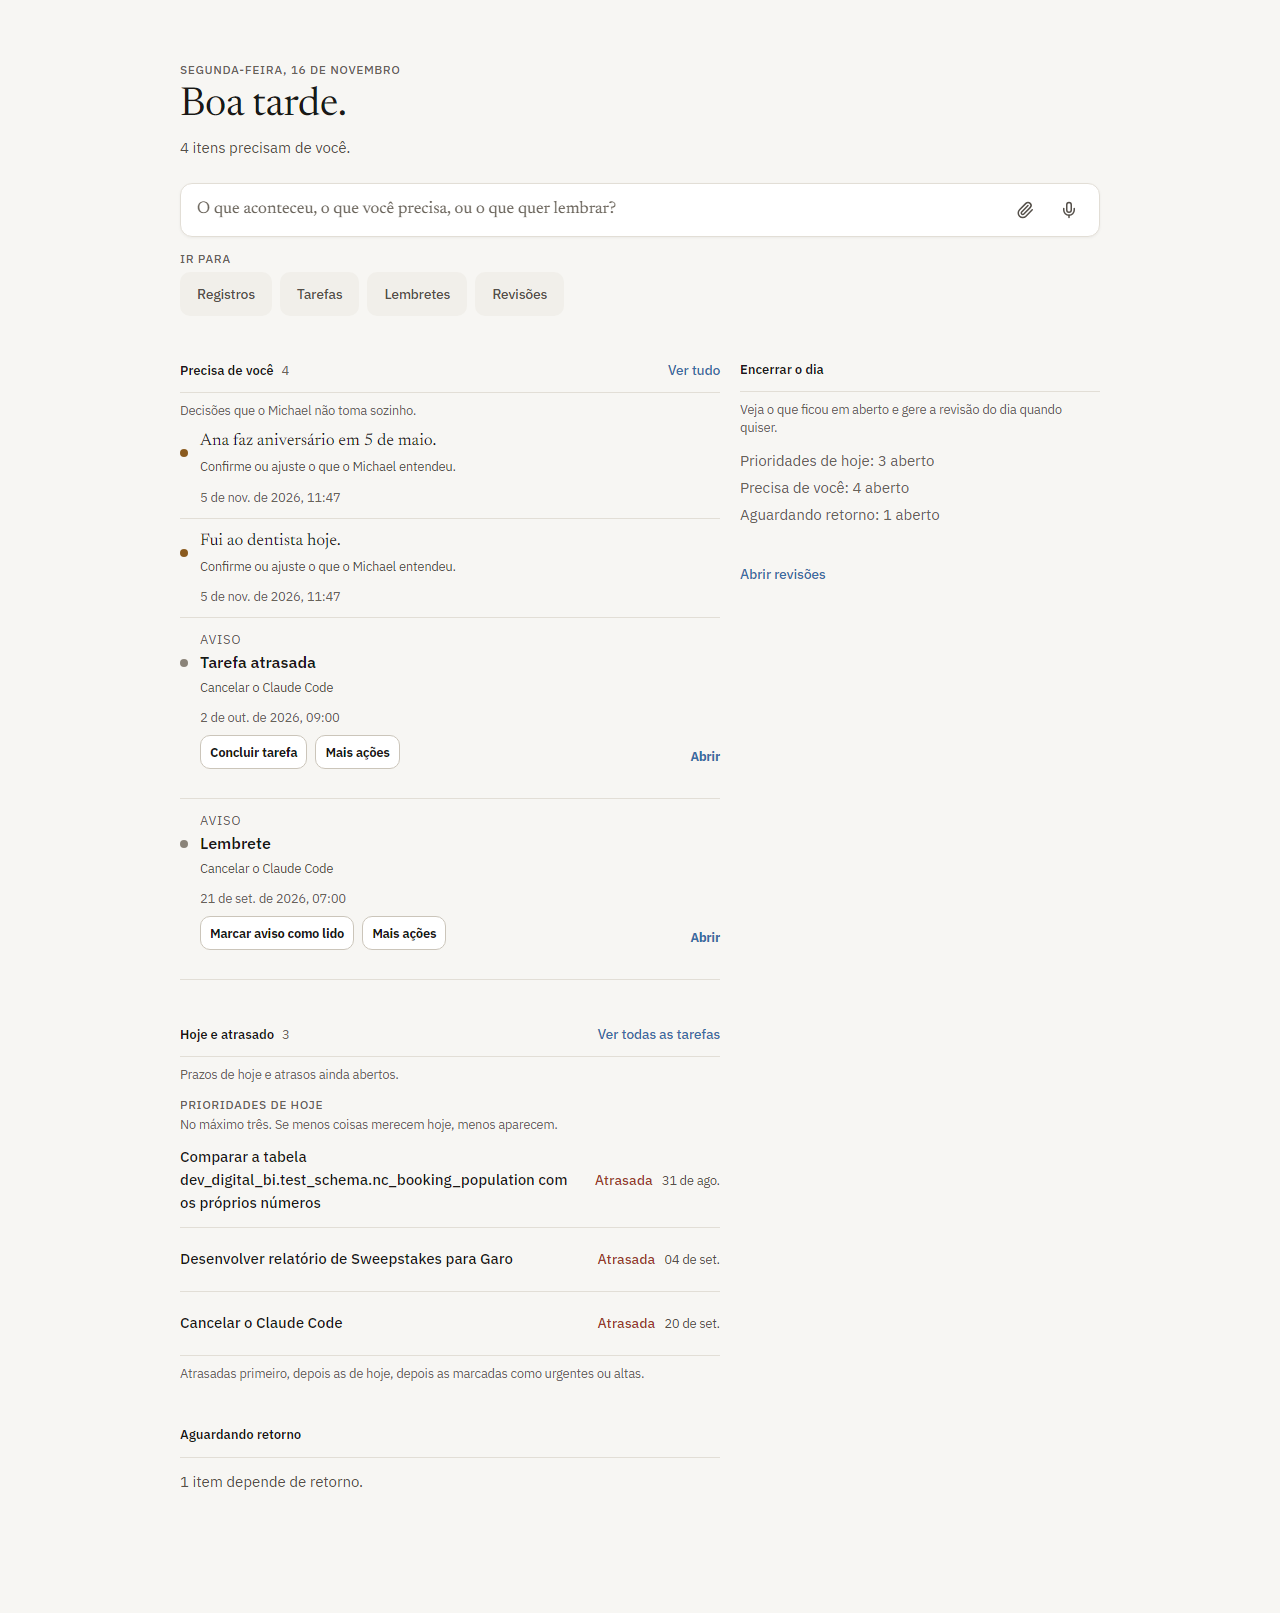 SEGUNDA-FEIRA, 16 DE NOVEMBRO
Boa tarde.
4 itens precisam de você.
O que aconteceu, o que você precisa, ou o que quer lembrar?
IR PARA
Registros
Tarefas
Lembretes
Revisões
Precisa de você 4
Ver tudo
Decisões que o Michael não toma sozinho.
Ana faz aniversário em 5 de maio.
Confirme ou ajuste o que o Michael entendeu.
5 de nov. de 2026, 11:47
Fui ao dentista hoje.
Confirme ou ajuste o que o Michael entendeu.
5 de nov. de 2026, 11:47
AVISO
Tarefa atrasada
Cancelar o Claude Code
2 de out. de 2026, 09:00
Concluir tarefa
Mais ações
Abrir
AVISO
Lembrete
Cancelar o Claude Code
21 de set. de 2026, 07:00
Marcar aviso como lido
Mais ações
Abrir
Hoje e atrasado 3
Ver todas as tarefas
Prazos de hoje e atrasos ainda abertos.
PRIORIDADES DE HOJE
No máximo três. Se menos coisas merecem hoje, menos aparecem.
Comparar a tabela
dev_digital_bi.test_schema.nc_booking_population com
os próprios números
Atrasada 31 de ago.
Desenvolver relatório de Sweepstakes para Garo
Atrasada 04 de set.
Cancelar o Claude Code
Atrasada 20 de set.
Atrasadas primeiro, depois as de hoje, depois as marcadas como urgentes ou altas.
Aguardando retorno
1 item depende de retorno.
Encerrar o dia
Veja o que ficou em aberto e gere a revisão do dia quando
quiser.
Prioridades de hoje: 3 aberto
Precisa de você: 4 aberto
Aguardando retorno: 1 aberto
Abrir revisões